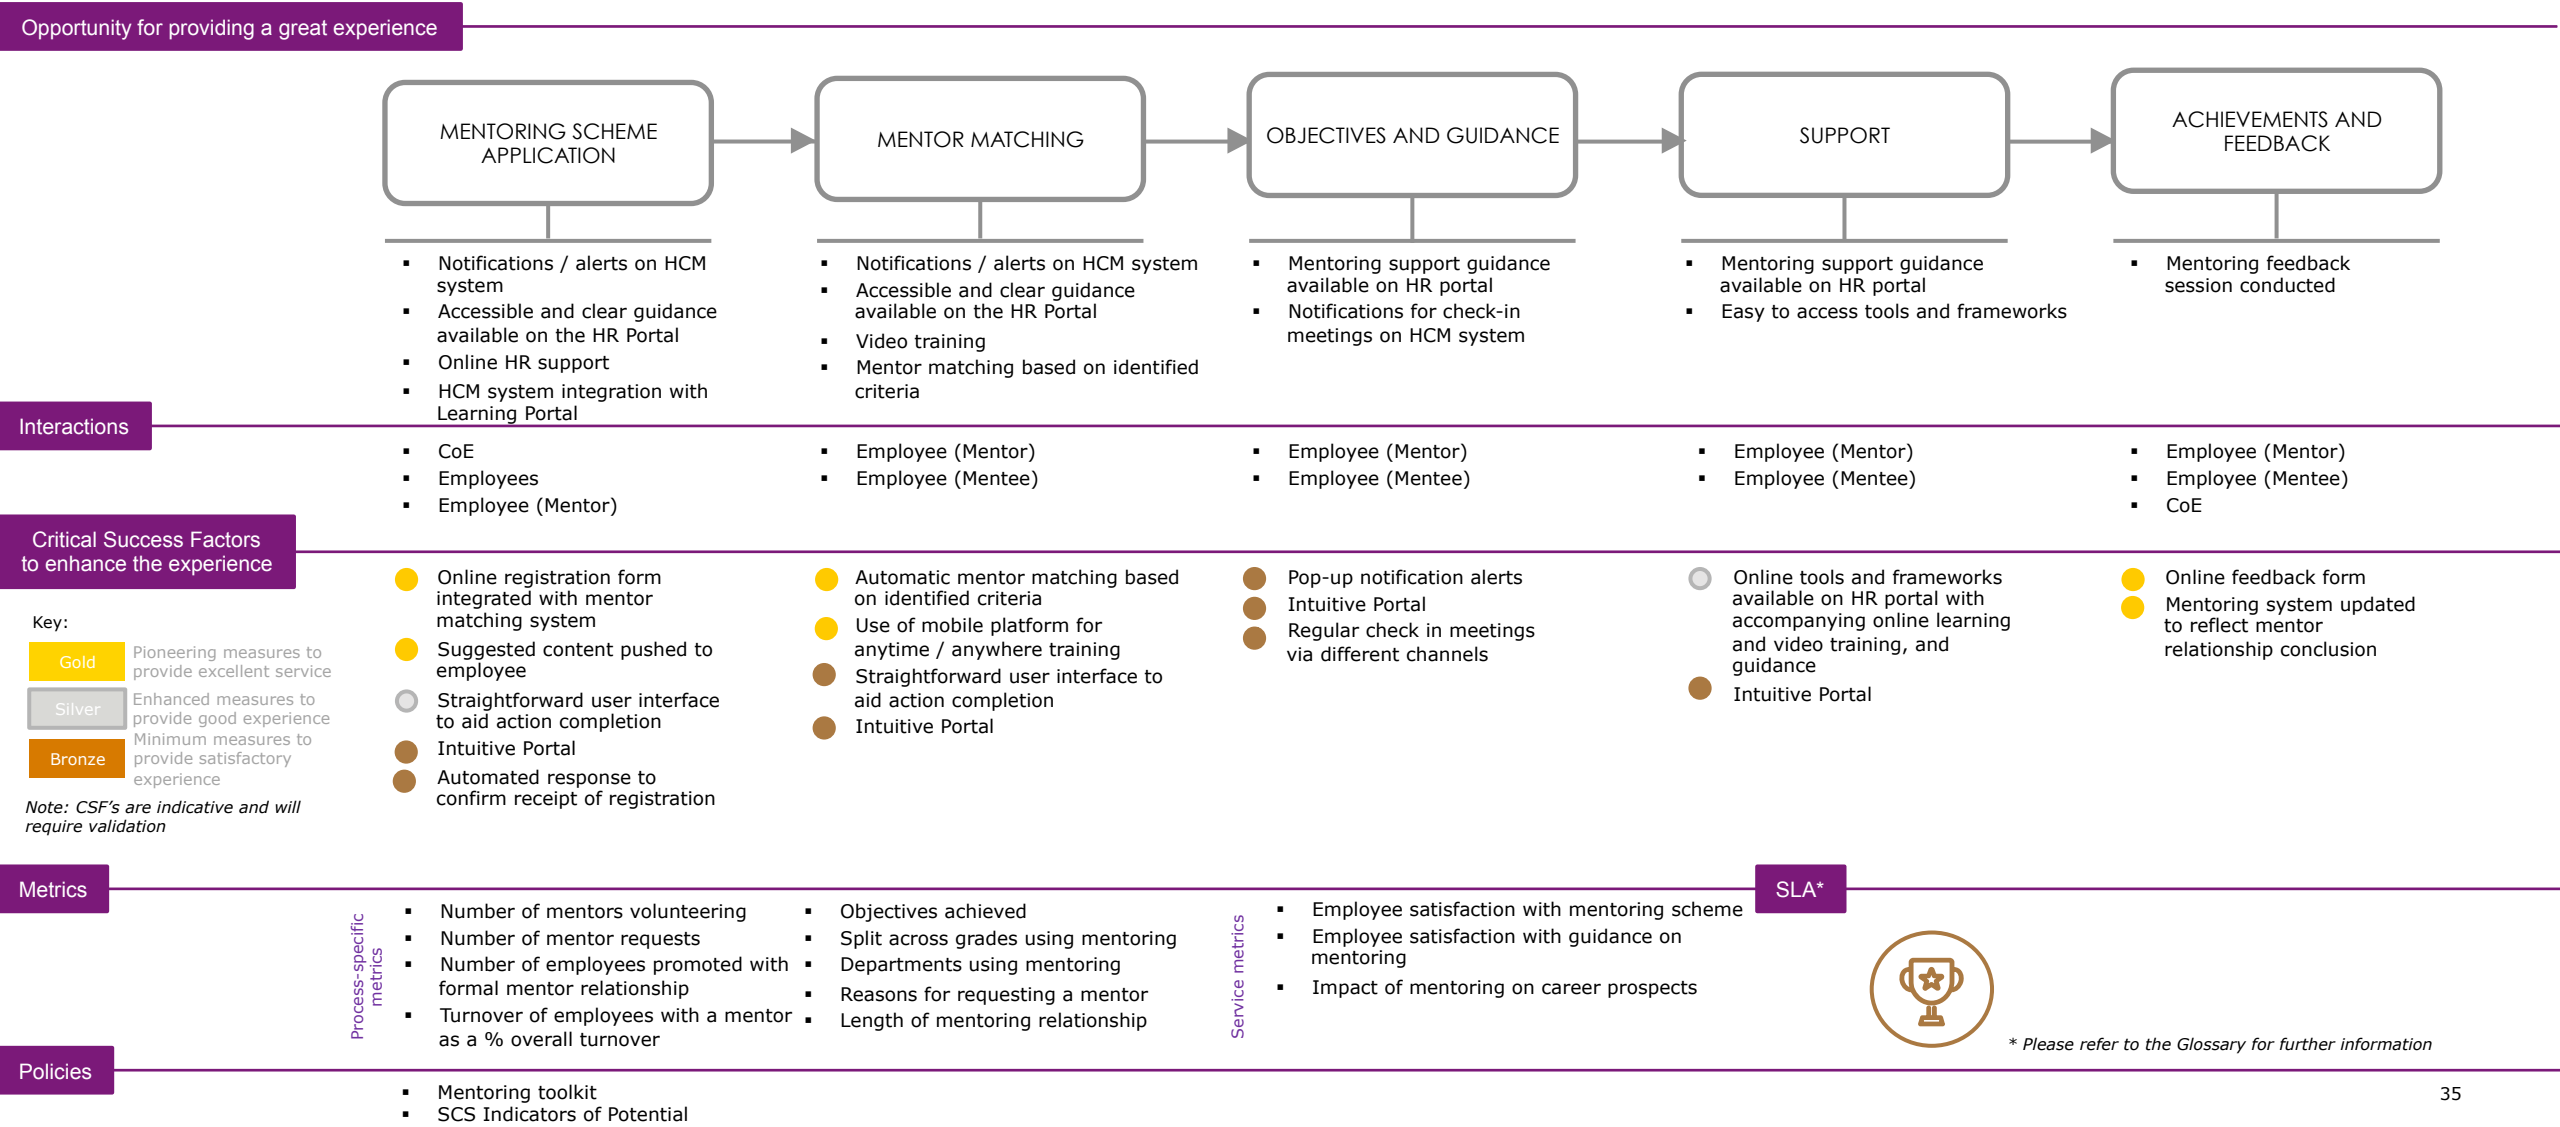 Opportunity for providing a great experience
MENTORING SCHEME
APPLICATION
MENTOR MATCHING
OBJECTIVES AND GUIDANCE
SUPPORT
ACHIEVEMENTS AND
FEEDBACK
▪ Notifications / alerts on HCM
system
▪ Accessible and clear guidance
available on the HR Portal
▪ Online HR support
▪ HCM system integration with
Learning Portal
▪ Notifications / alerts on HCM system
▪ Accessible and clear guidance
available on the HR Portal
▪ Video training
▪ Mentor matching based on identified
criteria
▪ Mentoring support guidance
available on HR portal
▪ Notifications for check-in
meetings on HCM system
▪ Mentoring support guidance
available on HR portal
▪ Easy to access tools and frameworks
▪ Mentoring feedback
session conducted
Interactions
▪ CoE
▪ Employees
▪ Employee (Mentor)
▪ Employee (Mentor)
▪ Employee (Mentee)
▪ Employee (Mentor)
▪ Employee (Mentee)
▪ Employee (Mentor)
▪ Employee (Mentee)
▪ Employee (Mentor)
▪ Employee (Mentee)
▪ CoE
Critical Success Factors
to enhance the experience
Key:
Gold
Pioneering measures to
provide excellent service
Silver
Enhanced measures to
provide good experience
Bronze
Minimum measures to
provide satisfactory
experience
Note: CSF’s are indicative and will
require validation
Online registration form
integrated with mentor
matching system
Suggested content pushed to
employee
Straightforward user interface
to aid action completion
Intuitive Portal
Automated response to
confirm receipt of registration
Automatic mentor matching based
on identified criteria
Use of mobile platform for
anytime / anywhere training
Straightforward user interface to
aid action completion
Intuitive Portal
Pop-up notification alerts
Intuitive Portal
Regular check in meetings
via different channels
Online tools and frameworks
available on HR portal with
accompanying online learning
and video training, and
guidance
Intuitive Portal
Online feedback form
Mentoring system updated
to reflect mentor
relationship conclusion
Metrics
Process-specific
metrics
▪ Number of mentors volunteering
▪ Number of mentor requests
▪ Number of employees promoted with
formal mentor relationship
▪ Turnover of employees with a mentor
as a % overall turnover
▪ Objectives achieved
▪ Split across grades using mentoring
▪ Departments using mentoring
▪ Reasons for requesting a mentor
▪ Length of mentoring relationship
Service metrics
▪ Employee satisfaction with mentoring scheme
▪ Employee satisfaction with guidance on
mentoring
▪ Impact of mentoring on career prospects
SLA*
* Please refer to the Glossary for further information
Policies
▪ Mentoring toolkit
▪ SCS Indicators of Potential
35